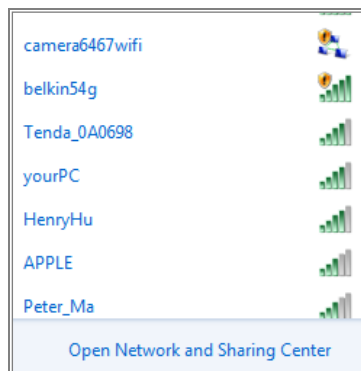 camera6467wifi
belkin54g
Tenda_0A0698
yourPC
HenryHu
APPLE
Peter_Ma
Open Network and Sharing Center